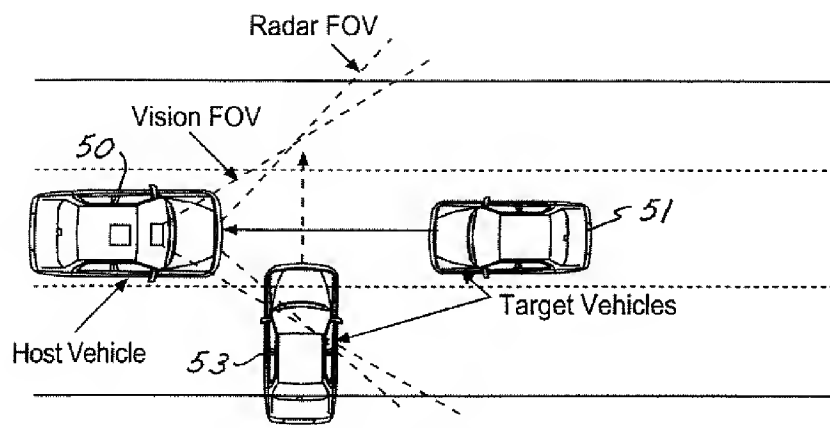 Radar FOV
Vision FOV
50
51
Target Vehicles
Host Vehicle
53